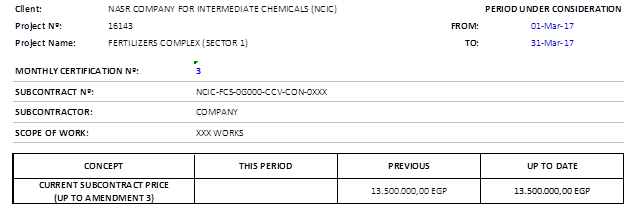 Client: NASR COMPANY FOR INTERMEDIATE CHEMICALS (NCIC) PERIOD UNDER CONSIDERATION
Project Nº: 16143 FROM: 01-Mar-17
Project Name: FERTILIZERS COMPLEX (SECTOR 1) TO: 31-Mar-17
MONTHLY CERTIFICATION Nº: 3
SUBCONTRACT Nº: NCIC-FCS-0G000-CCV-CON-0XXX
SUBCONTRACTOR: COMPANY
SCOPE OF WORK: XXX WORKS
CONCEPT THIS PERIOD PREVIOUS UP TO DATE
CURRENT SUBCONTRACT PRICE
(UP TO AMENDMENT 3) 13.500.000,00 EGP 13.500.000,00 EGP